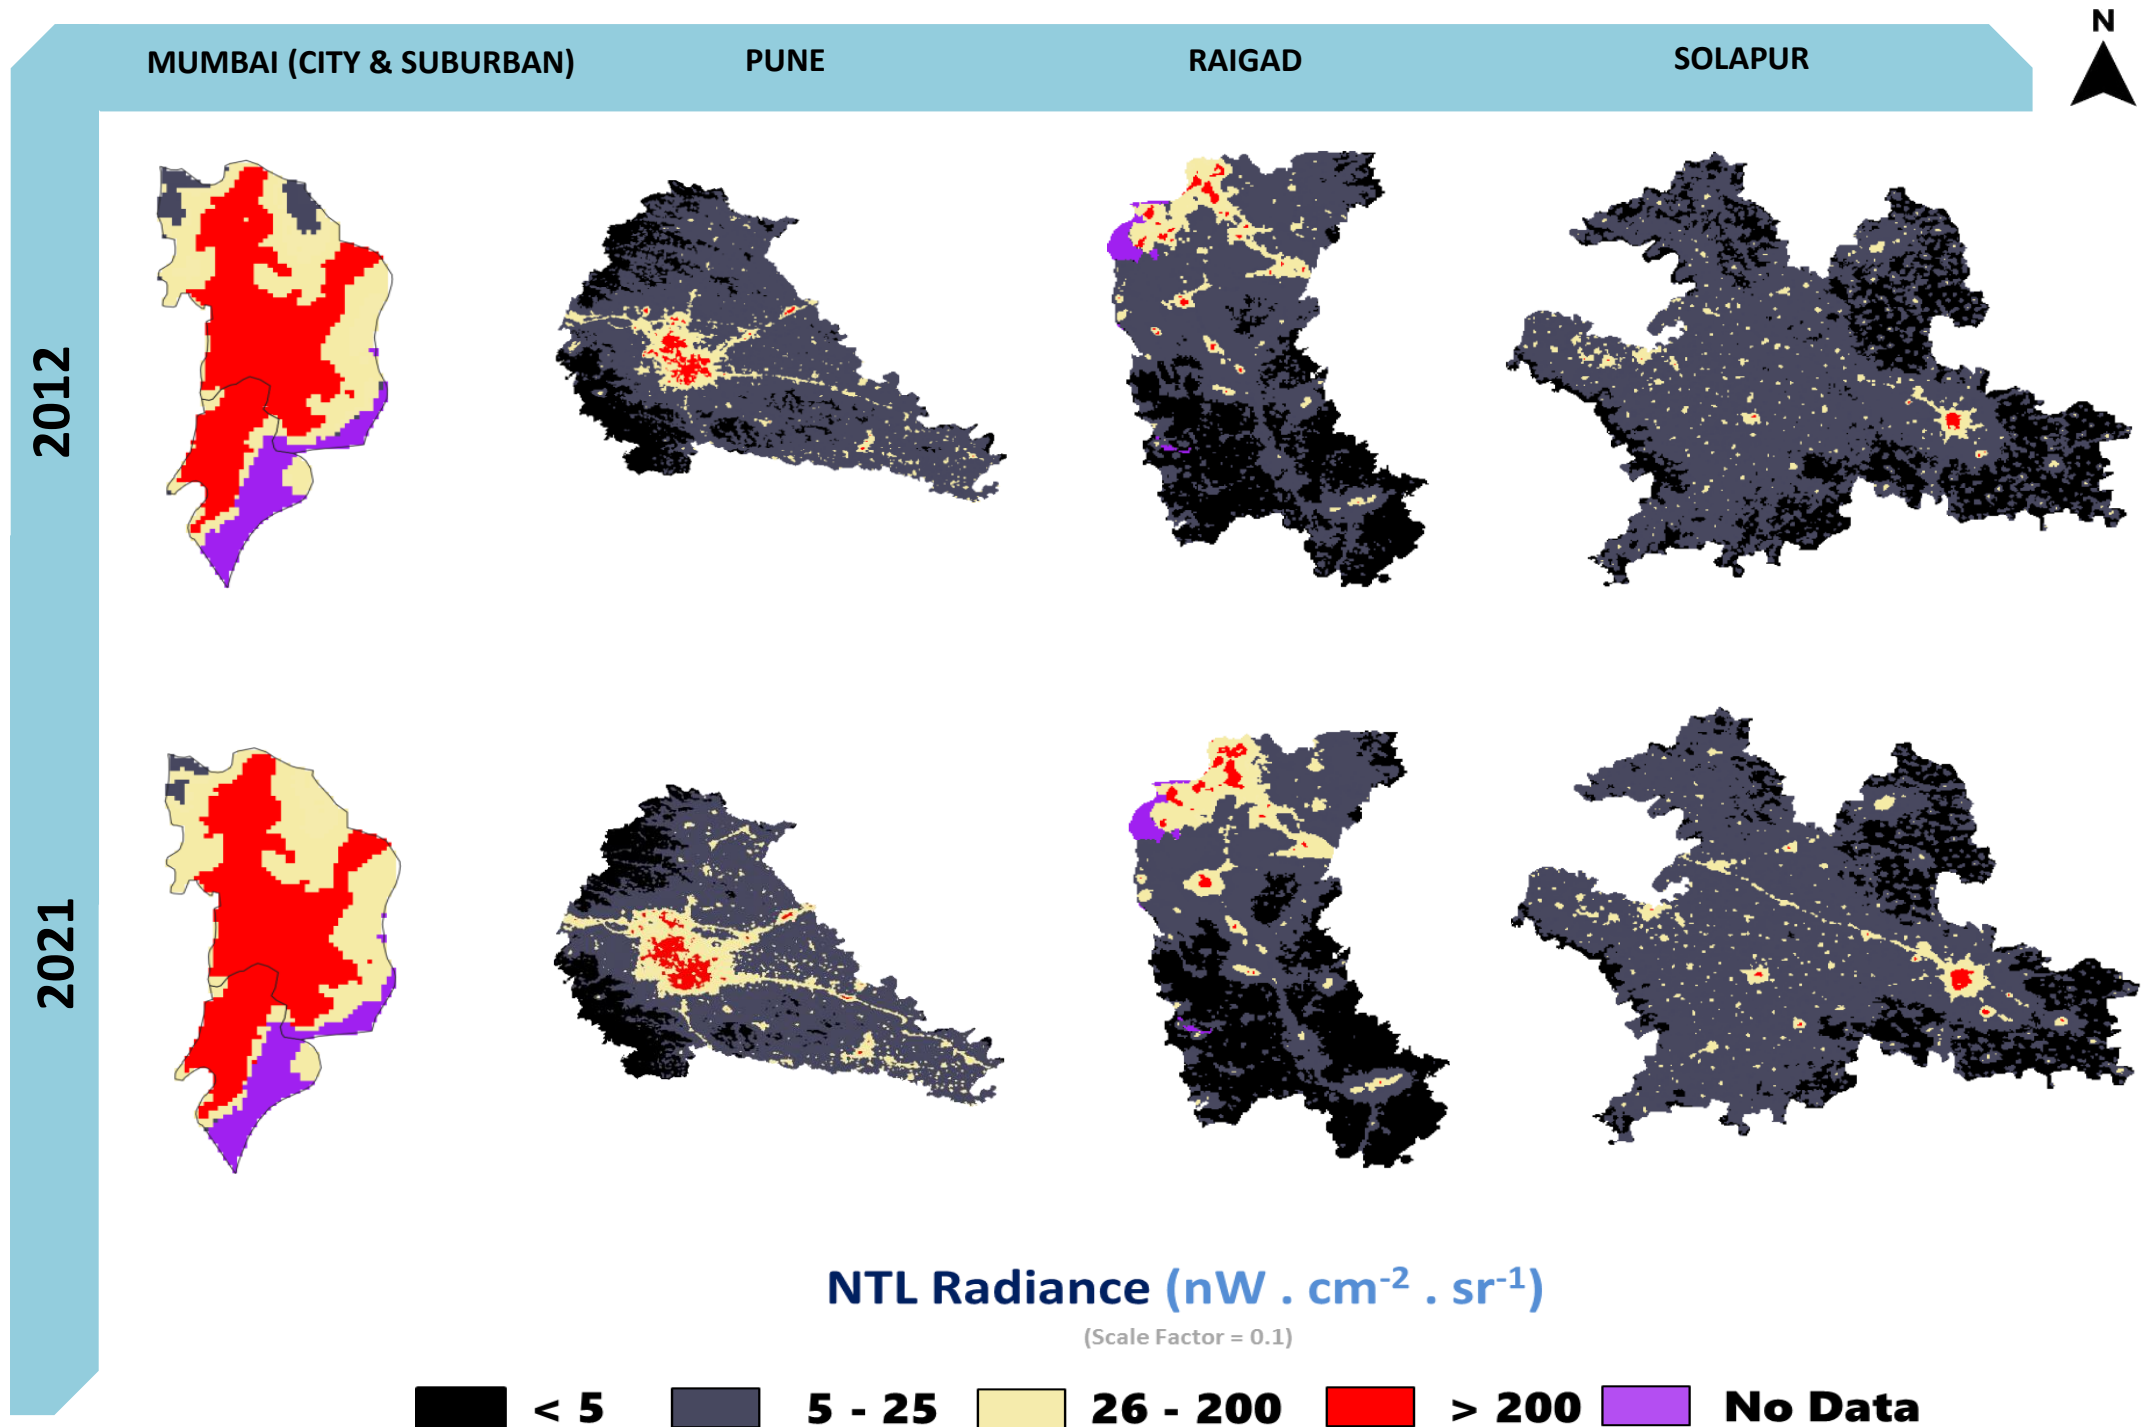 N
MUMBAI (CITY & SUBURBAN) PUNE RAIGAD SOLAPUR
2012
2021
NTL Radiance (nW . cm⁻² . sr⁻¹)
(Scale Factor = 0.1)
< 5 5 - 25 26 - 200 > 200 No Data